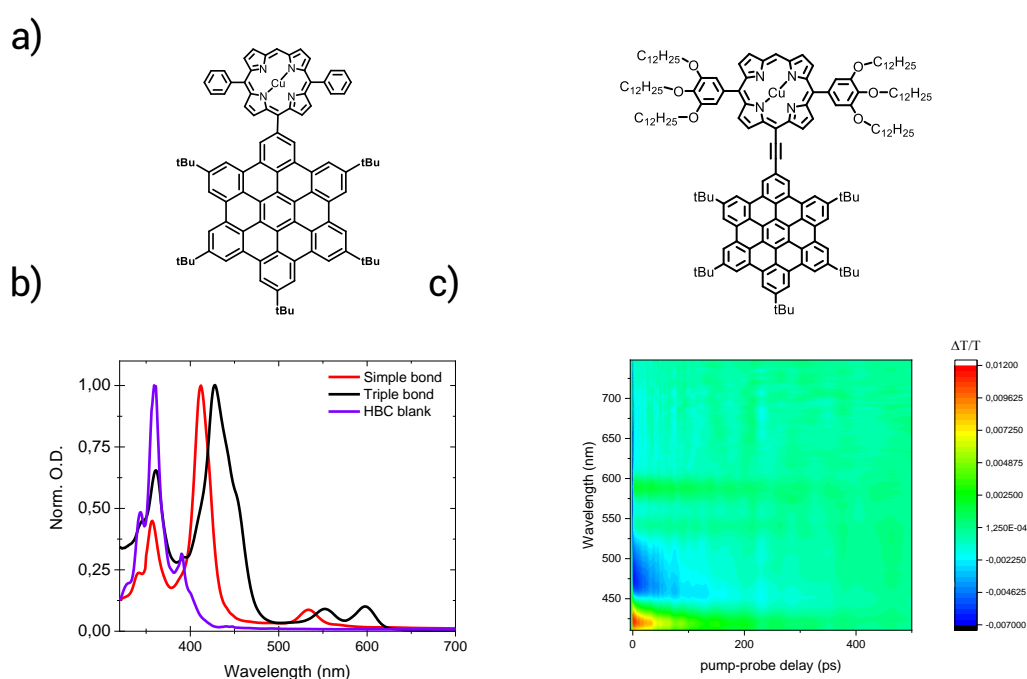 a)
N
N
Cu
N
N
tBu
tBu
tBu
tBu
tBu
C12H25
O
C12H25
O
C12H25
O
N
N
Cu
N
N
O
C12H25
O
C12H25
O
C12H25
tBu
tBu
tBu
tBu
tBu
b)
Norm. O.D.
1,00
0,75
0,50
0,25
0,00
Simple bond
Triple bond
HBC blank
400
500
600
700
Wavelength (nm)
c)
Wavelength (nm)
700
650
600
550
500
450
0
200
400
pump-probe delay (ps)
ΔT/T
0,01200
0,009625
0,007250
0,004875
0,002500
1,250E-04
-0,002250
-0,004625
-0,007000